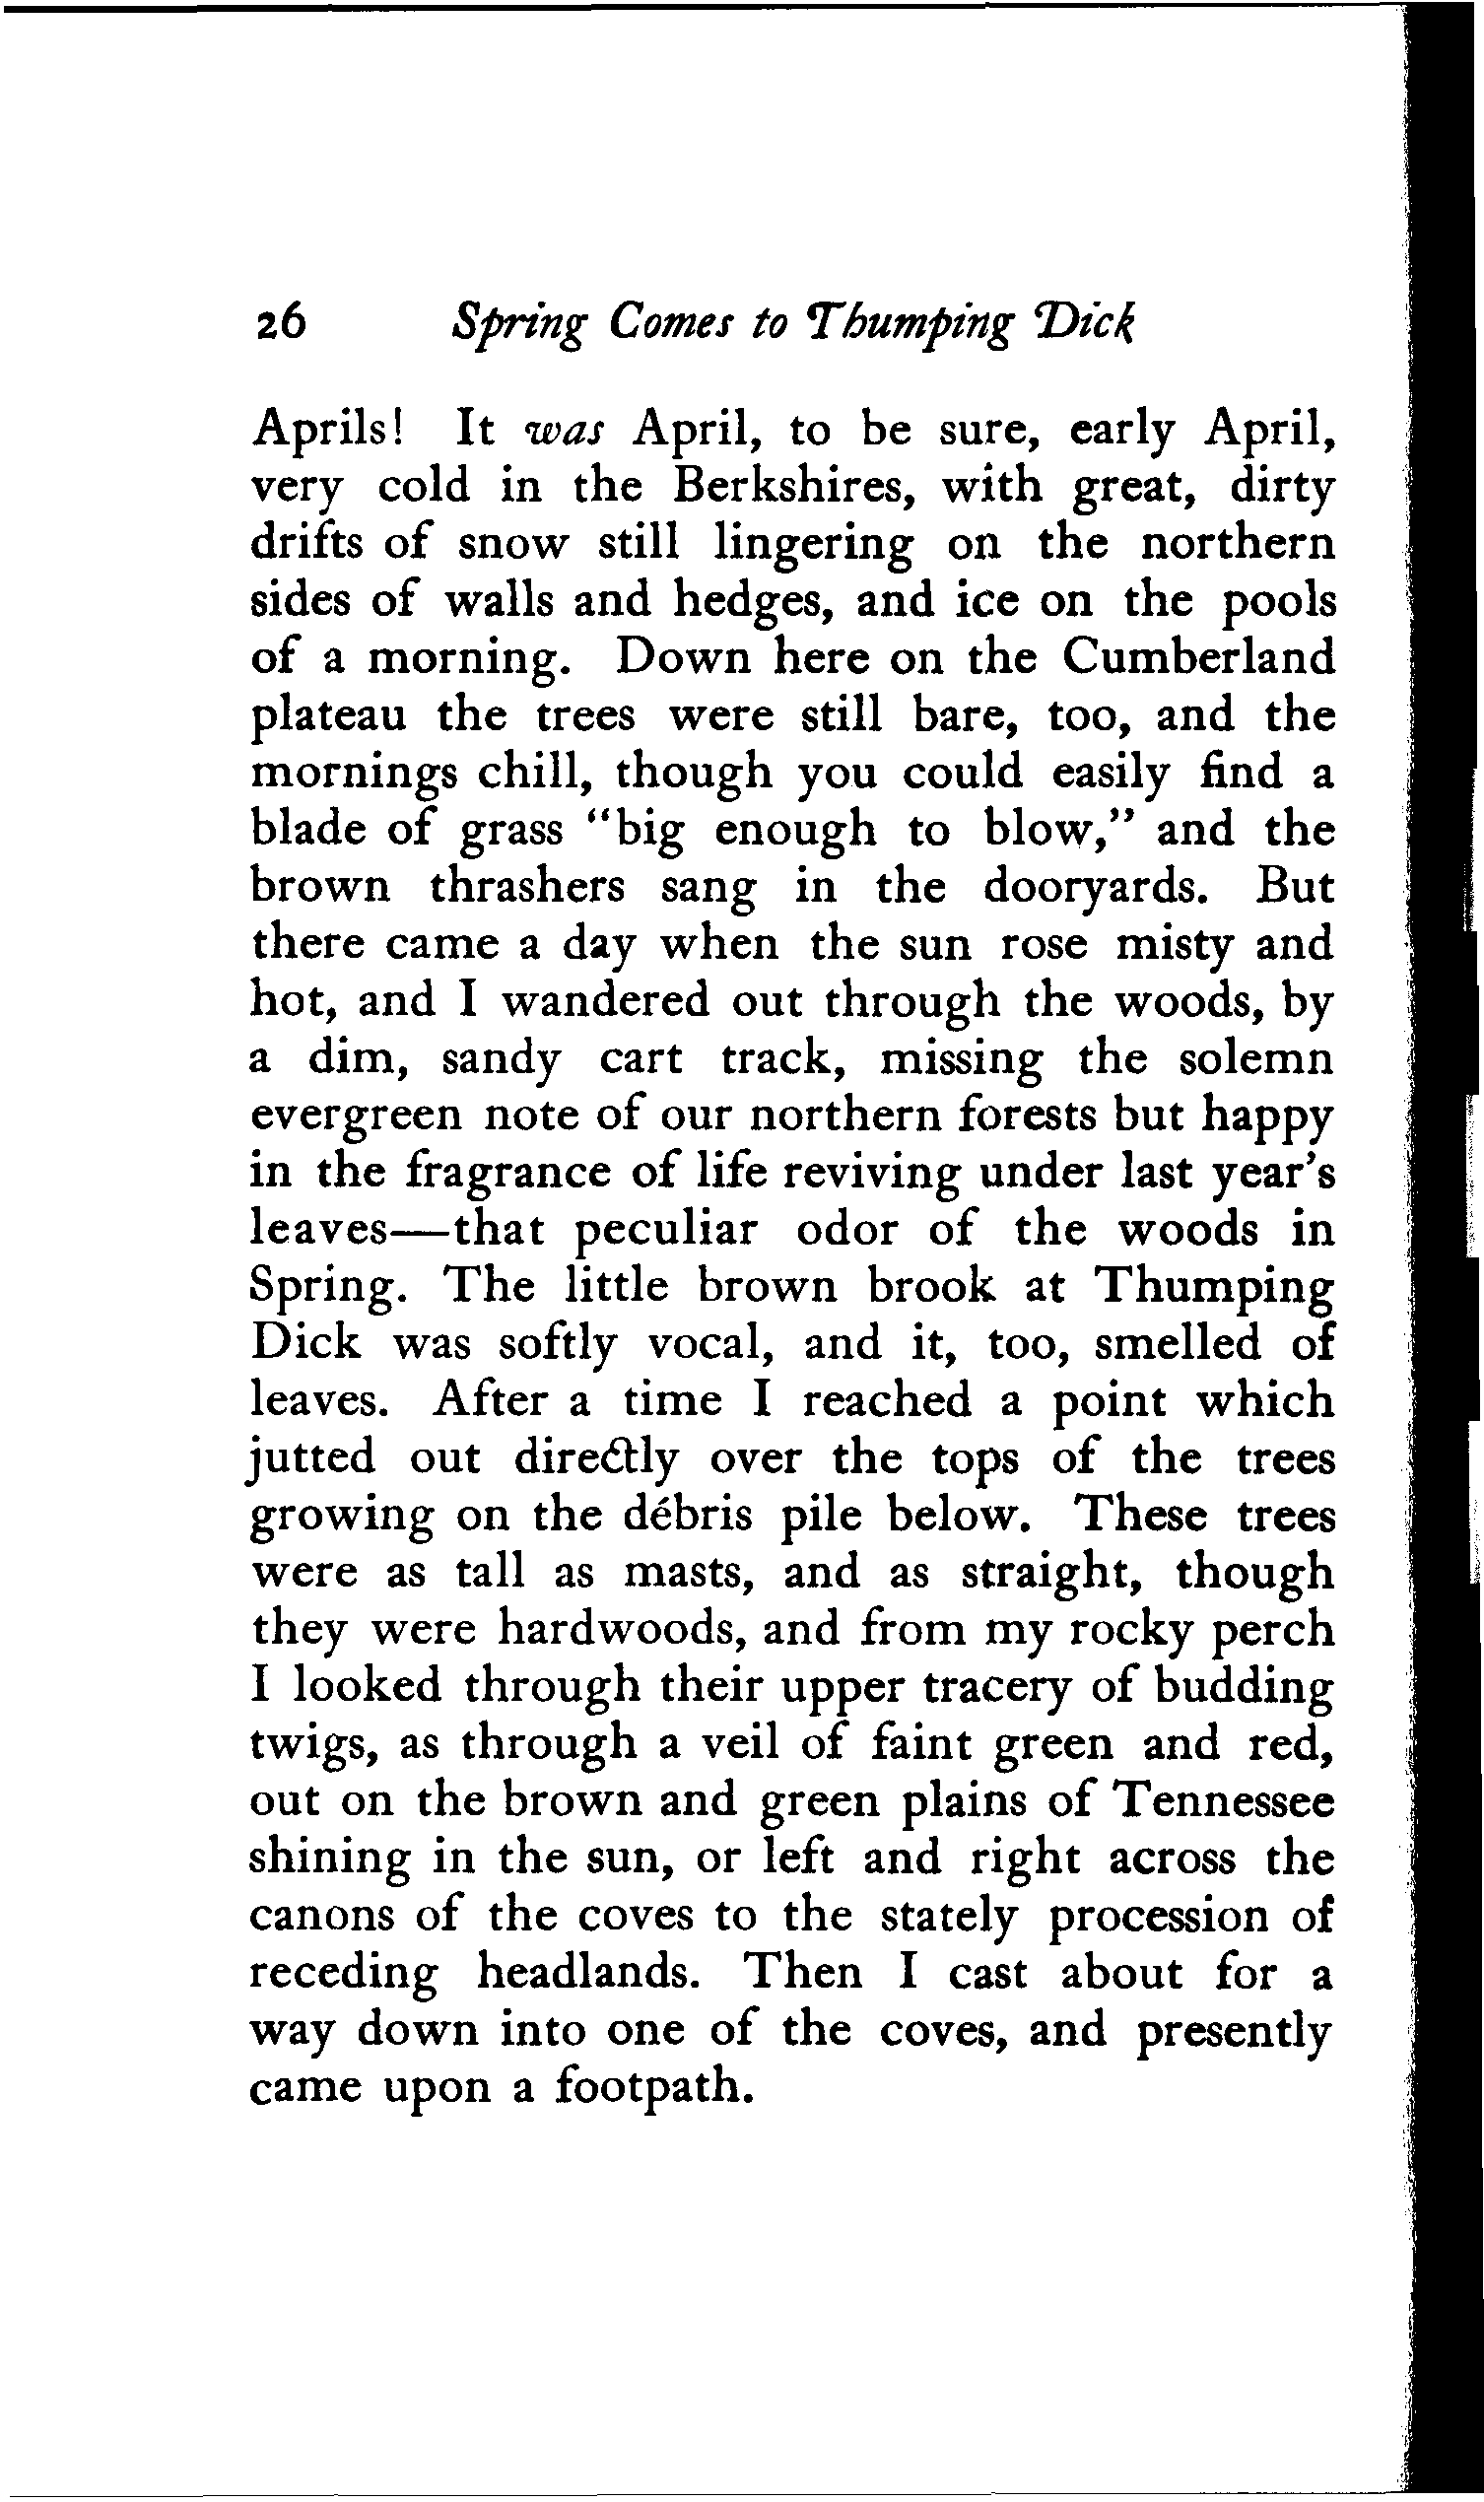 26 Spring Comes to Thumping Dick
Aprils! It was April, to be sure, early April,
very cold in the Berkshires, with great, dirty
drifts of snow still lingering on the northern
sides of walls and hedges, and ice on the pools
of a morning. Down here on the Cumberland
plateau the trees were still bare, too, and the
mornings chill, though you could easily find a
blade of grass "big enough to blow," and the
brown thrashers sang in the dooryards. But
there came a day when the sun rose misty and
hot, and I wandered out through the woods, by
a dim, sandy cart track, missing the solemn
evergreen note of our northern forests but happy
in the fragrance of life reviving under last year's
leaves—that peculiar odor of the woods in
Spring. The little brown brook at Thumping
Dick was softly vocal, and it, too, smelled of
leaves. After a time I reached a point which
jutted out directly over the tops of the trees
growing on the débris pile below. These trees
were as tall as masts, and as straight, though
they were hardwoods, and from my rocky perch
I looked through their upper tracery of budding
twigs, as through a veil of faint green and red,
out on the brown and green plains of Tennessee
shining in the sun, or left and right across the
canons of the coves to the stately procession of
receding headlands. Then I cast about for a
way down into one of the coves, and presently
came upon a footpath.